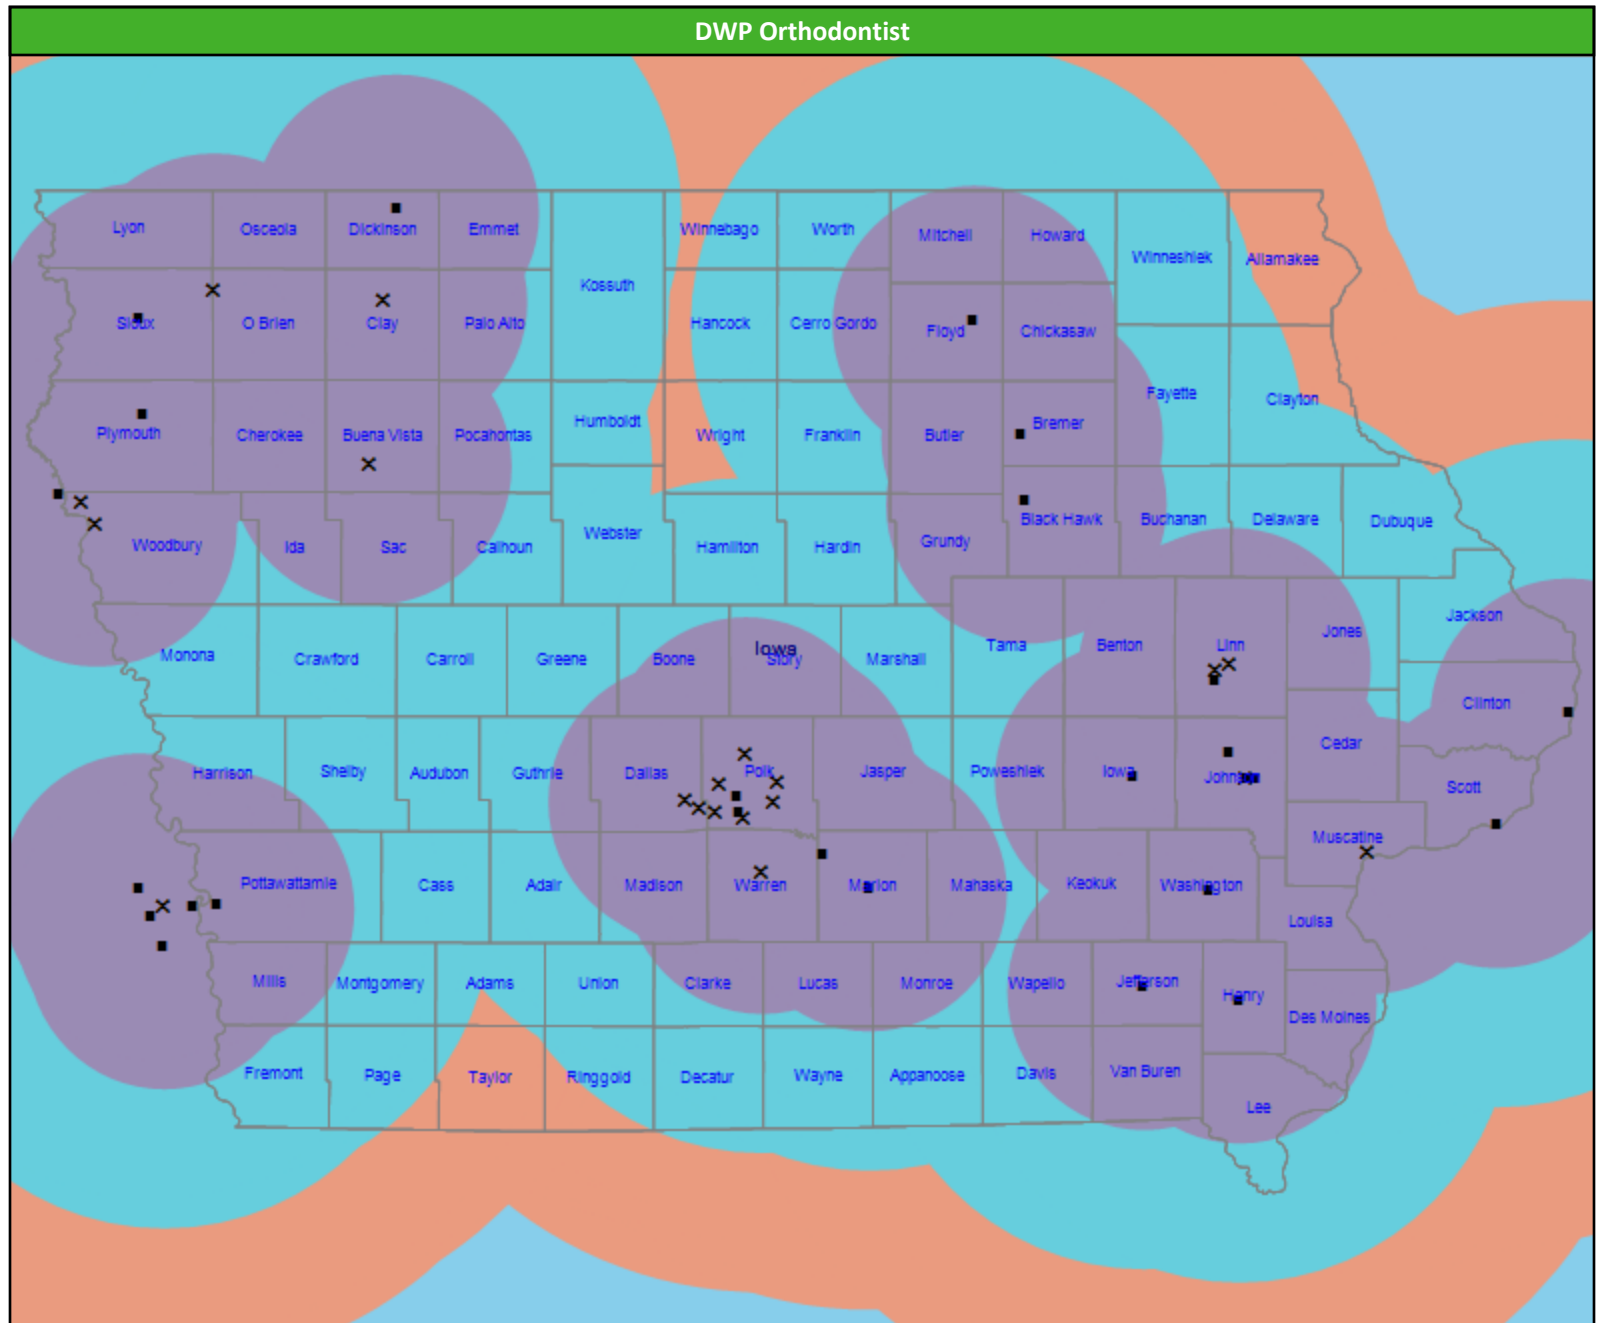 DWP Orthodontist
Lyon Osceola Dickinson Emmet Winnebago Worth Mitchell Howard
Winneshiek Allamakee
Kossuth
Sioux O Brien Clay Palo Alto Hancock Cerro Gordo Floyd Chickasaw
Fayette Clayton
Plymouth Cherokee Buena Vista Pocahontas Humboldt Wright Franklin Butler Bremer
Woodbury Ida Sac Calhoun Webster Hamilton Hardin Grundy Black Hawk Buchanan Delaware Dubuque
Jackson
Iowa
Monona Crawford Carroll Greene Boone Story Marshall Tama Benton Linn Jones
Clinton
Harrison Shelby Audubon Guthrie Dallas Polk Jasper Poweshiek Iowa Johnson Cedar
Scott
Muscatine
Pottawattamie Cass Adair Madison Warren Marion Mahaska Keokuk Washington
Louisa
Mills Montgomery Adams Union Clarke Lucas Monroe Wapello Jefferson Henry
Des Moines
Fremont Page Taylor Ringgold Decatur Wayne Appanoose Davis Van Buren
Lee